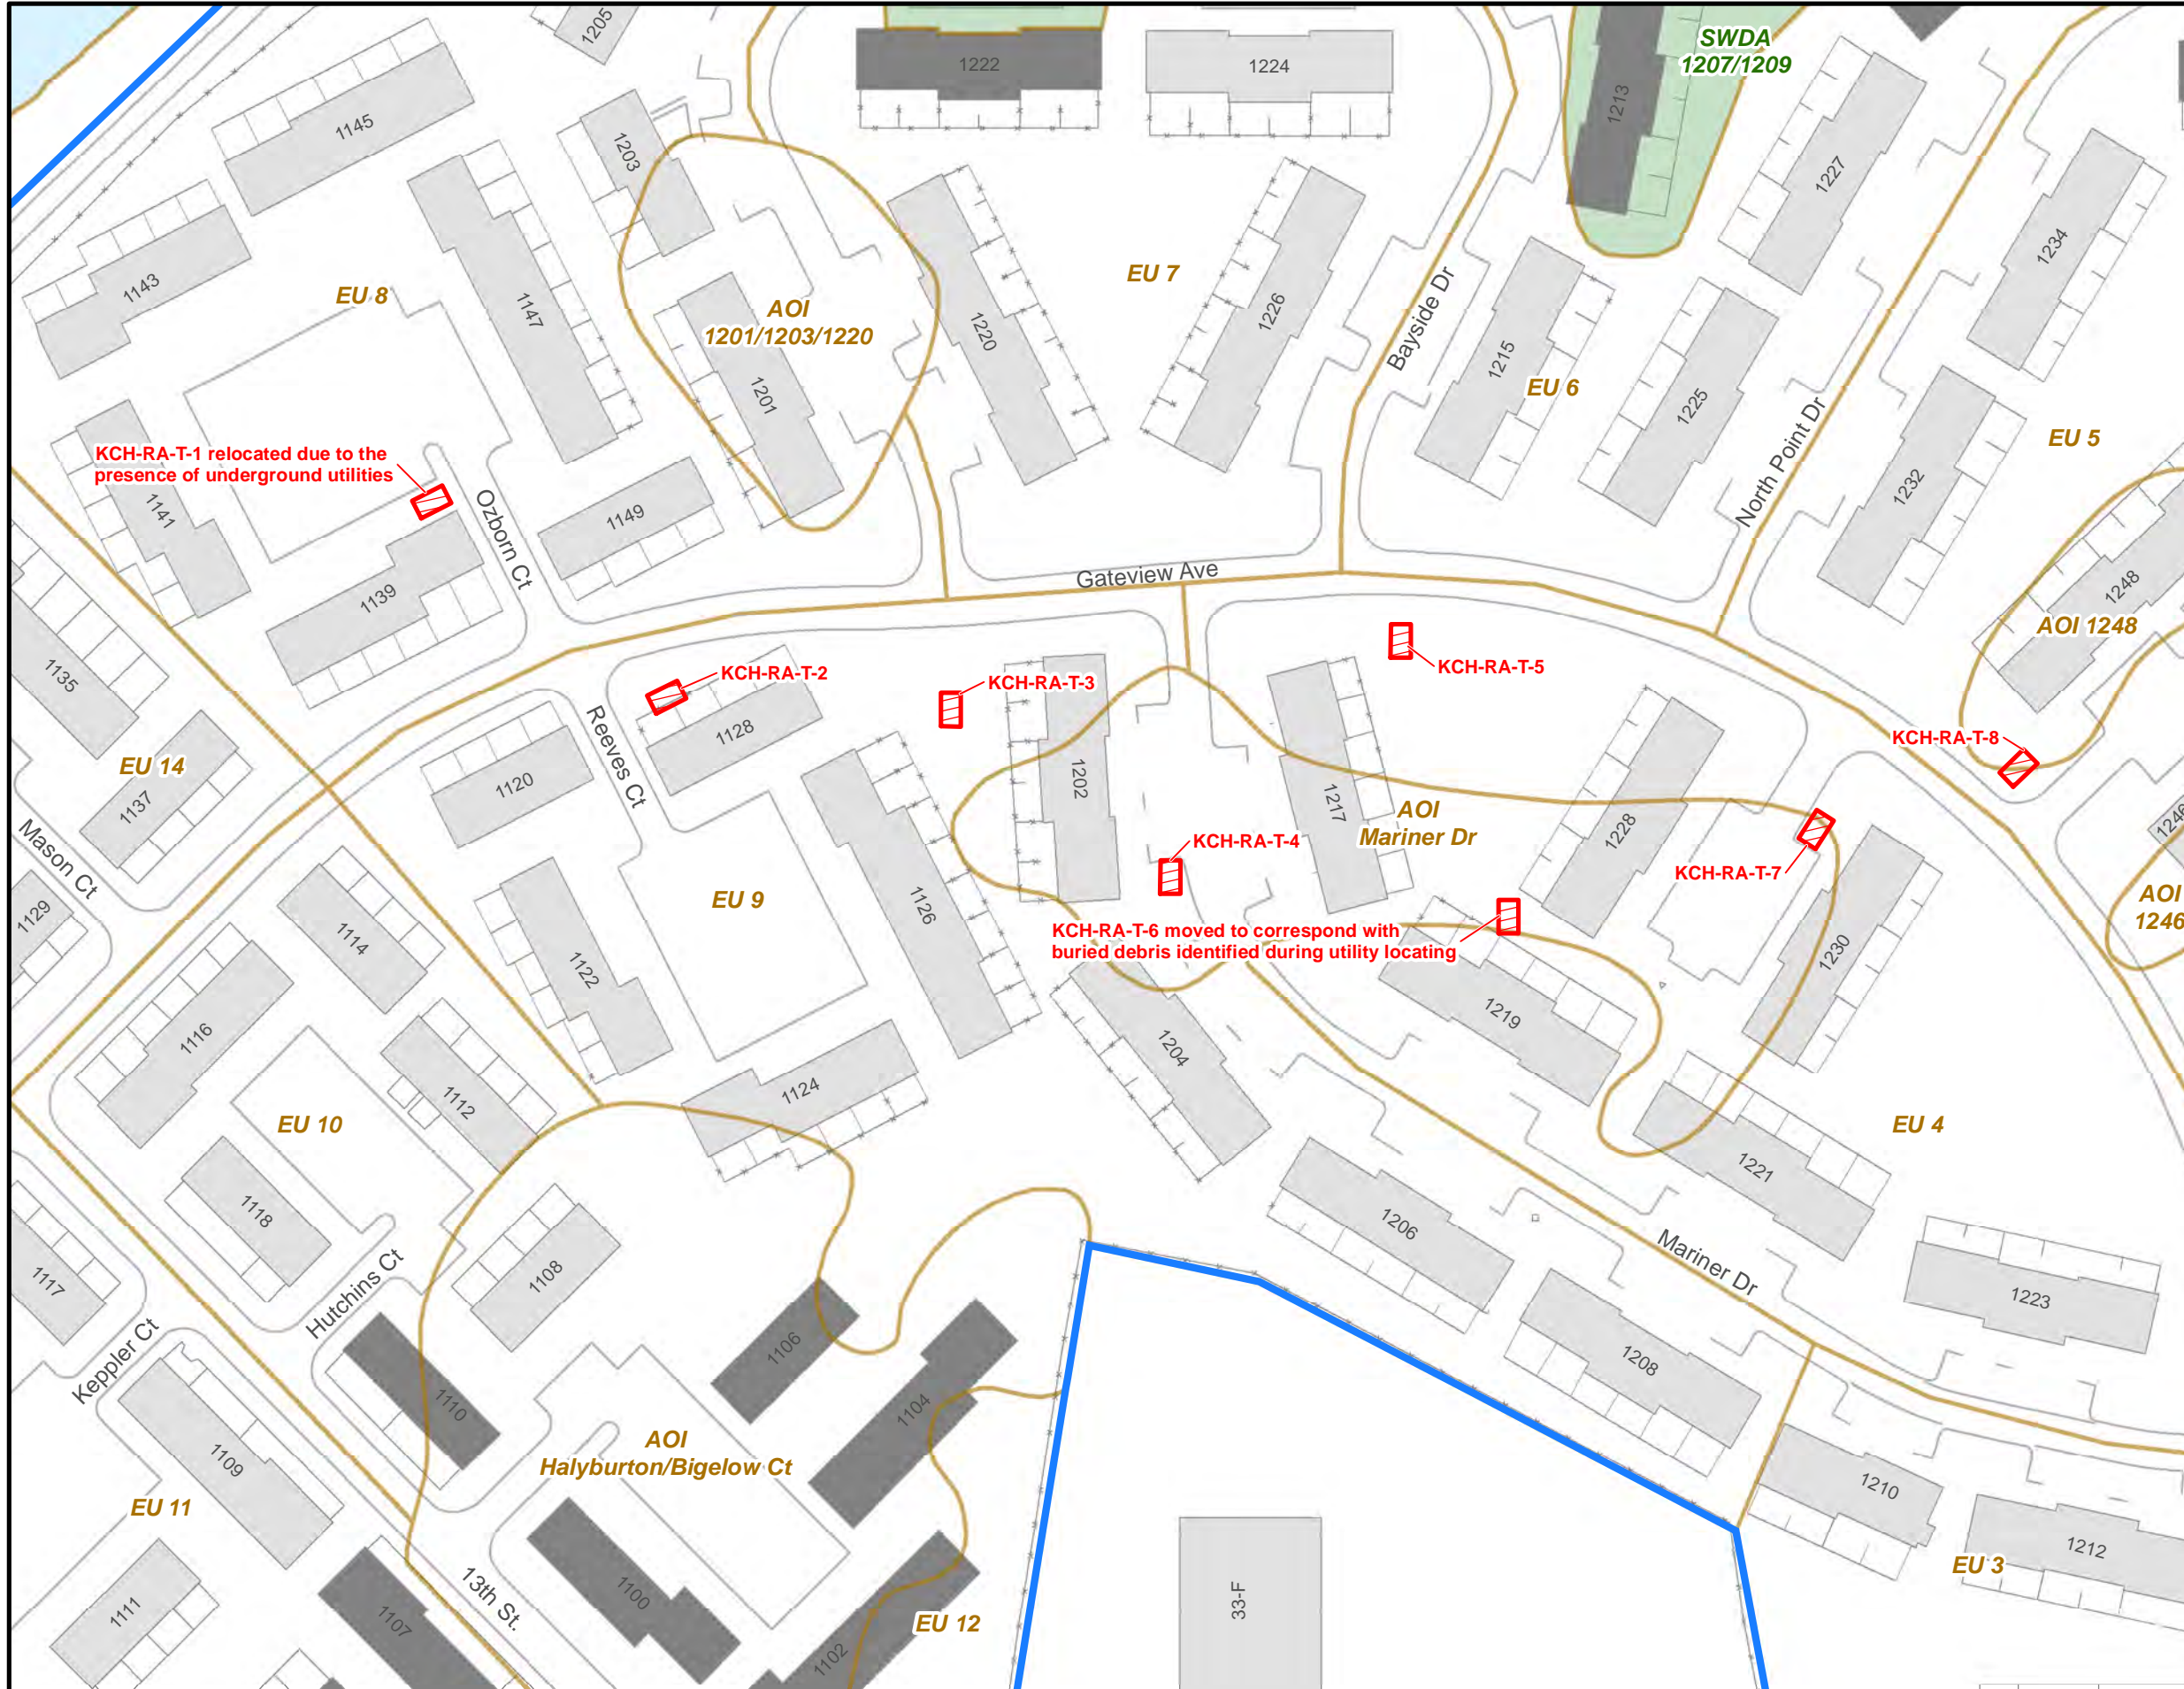 1205
1222
1224
SWDA
1207/1209
1213
1145
1203
1227
1234
1143
EU 8
1147
AOI
1201/1203/1220
1220
EU 7
1226
Bayside Dr
1215
EU 6
1225
North Point Dr
EU 5
1232
1201
KCH-RA-T-1 relocated due to the
presence of underground utilities
1141
Ozborn Ct
1149
1139
Gateview Ave
1248
AOI 1248
1135
KCH-RA-T-2
KCH-RA-T-3
KCH-RA-T-5
Reeves Ct
1128
KCH-RA-T-8
EU 14
1137
1120
1202
1217
AOI
Mariner Dr
1228
1246
Mason Ct
KCH-RA-T-4
KCH-RA-T-7
1129
EU 9
1126
AOI
1246
1114
KCH-RA-T-6 moved to correspond with
buried debris identified during utility locating
1230
1122
1116
1219
1204
1112
1124
EU 10
EU 4
1221
1118
1206
1117
Hutchins Ct
1108
Mariner Dr
1223
Keppler Ct
1106
1208
1110
1104
AOI
Halyburton/Bigelow Ct
1109
1210
EU 11
1212
EU 3
13th St.
1100
1111
1107
EU 12
1102
33-F